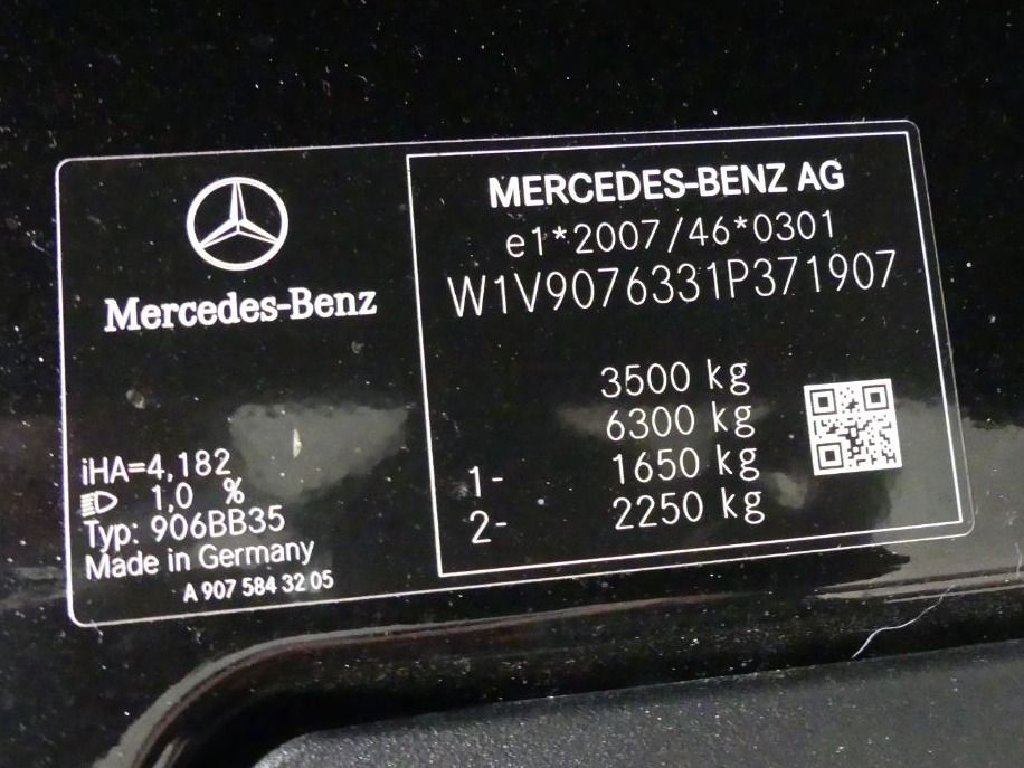 Mercedes-Benz
iHA=4,182
1,0 %
Typ: 906BB35
Made in Germany
A 907 584 32 05
MERCEDES-BENZ AG
e1*2007/46*0301
W1V9076331P371907
3500 kg
6300 kg
1- 1650 kg
2- 2250 kg